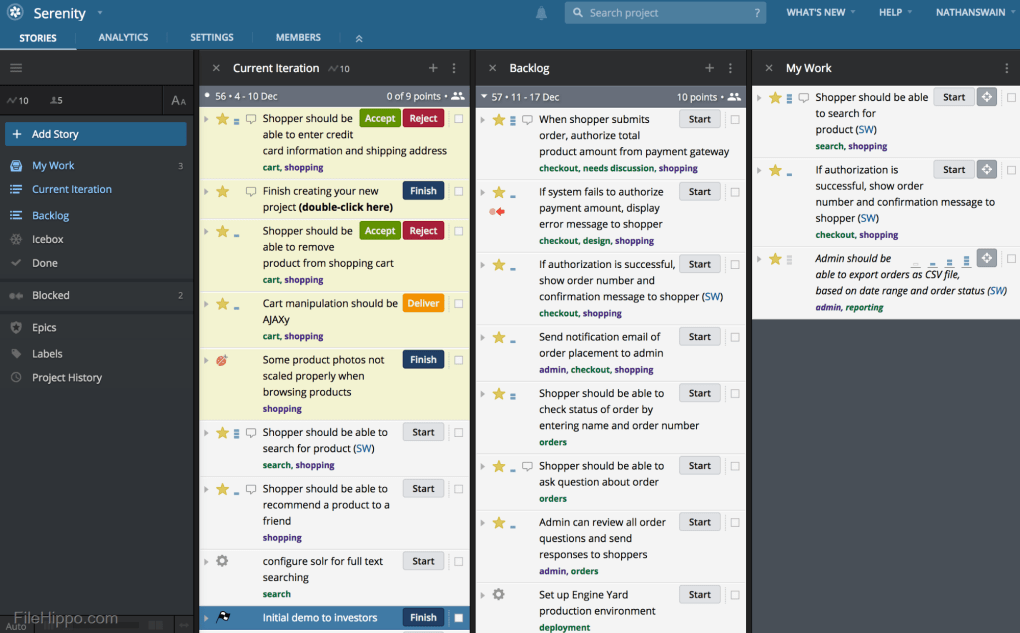 Serenity
Search project
?
WHAT'S NEW
HELP
NATHANSWAIN
STORIES
ANALYTICS
SETTINGS
MEMBERS
10
5
AA
+ Add Story
My Work 3
Current Iteration
Backlog
Icebox
Done
Blocked 2
Epics
Labels
Project History
FileHippo.com
Auto
Current Iteration 10
56 • 4 - 10 Dec 0 of 9 points •
Shopper should be Accept Reject
able to enter credit
card information and shipping address
cart, shopping
Finish creating your new Finish
project (double-click here)
Shopper should be Accept Reject
able to remove
product from shopping cart
cart, shopping
Cart manipulation should be Deliver
AJAXy
cart, shopping
Some product photos not Finish
scaled properly when
browsing products
shopping
Shopper should be able to Start
search for product (SW)
search, shopping
Shopper should be able to Start
recommend a product to a
friend
shopping
configure solr for full text Start
searching
search
Initial demo to investors Finish
Backlog
57 • 11 - 17 Dec 10 points •
When shopper submits Start
order, authorize total
product amount from payment gateway
checkout, needs discussion, shopping
If system fails to authorize Start
payment amount, display
error message to shopper
checkout, design, shopping
If authorization is successful, Start
show order number and
confirmation message to shopper (SW)
checkout, shopping
Send notification email of Start
order placement to admin
admin, checkout, shopping
Shopper should be able to Start
check status of order by
entering name and order number
orders
Shopper should be able to Start
ask question about order
orders
Admin can review all order Start
questions and send
responses to shoppers
admin, orders
Set up Engine Yard Start
production environment
deployment
My Work
Shopper should be able Start
to search for
product (SW)
search, shopping
If authorization is Start
successful, show order
number and confirmation message to
shopper (SW)
checkout, shopping
Admin should be
able to export orders as CSV file,
based on date range and order status (SW)
admin, reporting